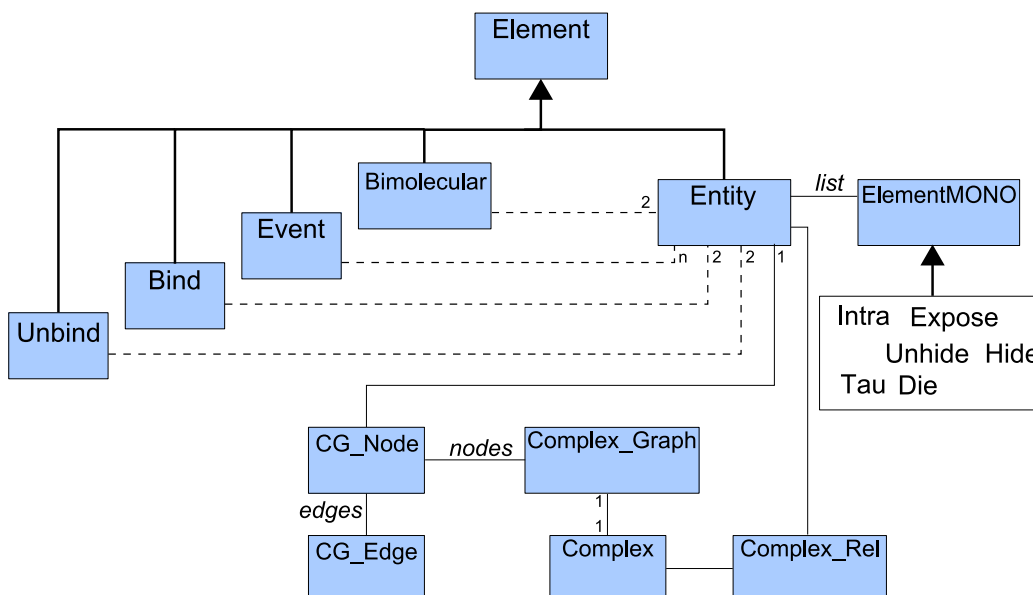 Element
Bimolecular
Entity
list
ElementMONO
2
Event
n
2
2
1
Bind
Unbind
Intra Expose
Unhide Hide
Tau Die
CG_Node
nodes
Complex_Graph
edges
1
1
CG_Edge
Complex
Complex_Rel